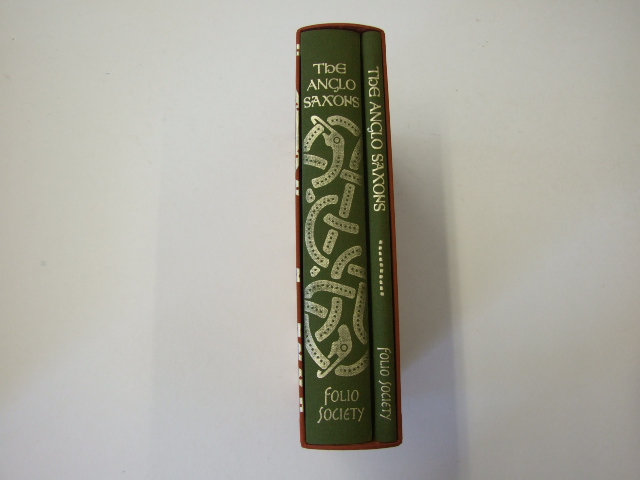 THE
ANGLO
SAXONS
FOLIO
SOCIETY
THE ANGLO SAXONS
FOLIO SOCIETY